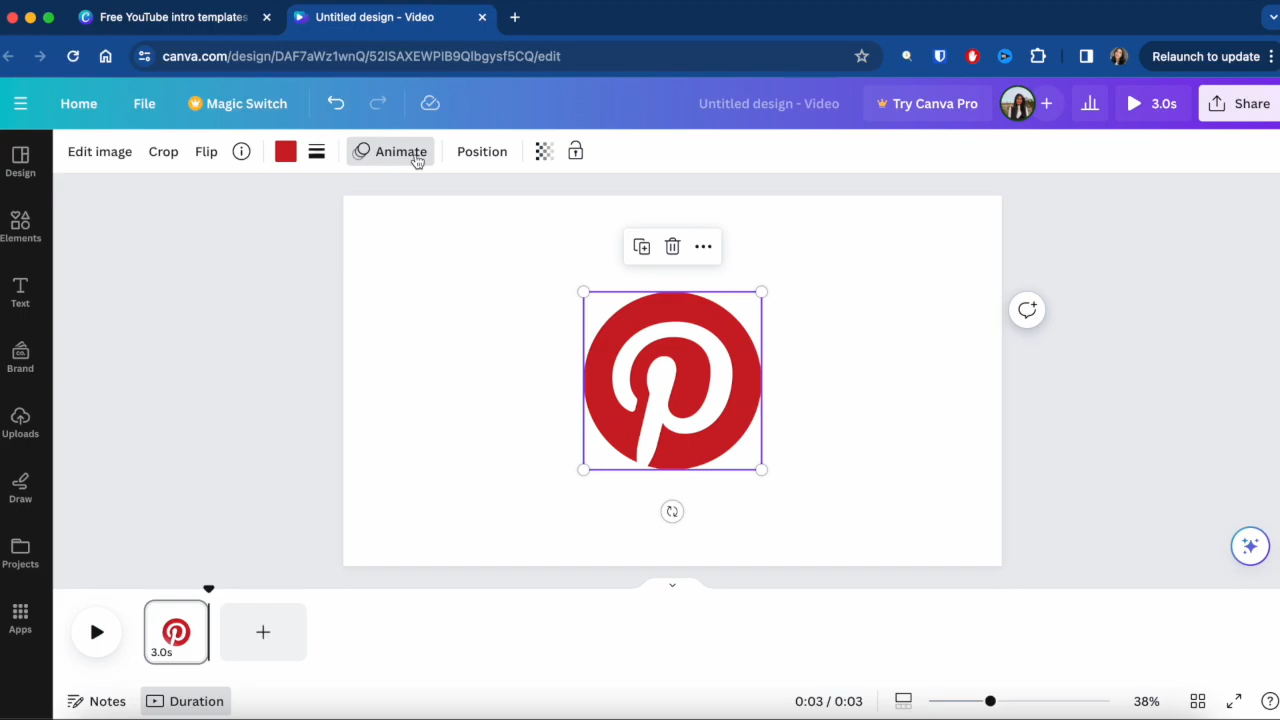 Free YouTube intro templates
Untitled design - Video
canva.com/design/DAF7aWz1wnQ/52ISAXEWPIB9Qlbgysf5CQ/edit
Relaunch to update
Home
File
Magic Switch
Untitled design - Video
Try Canva Pro
3.0s
Share
Edit image
Crop
Flip
Animate
Position
Design
Elements
Text
CO.
Brand
Uploads
Draw
Projects
Apps
3.0s
Notes
Duration
0:03 / 0:03
38%